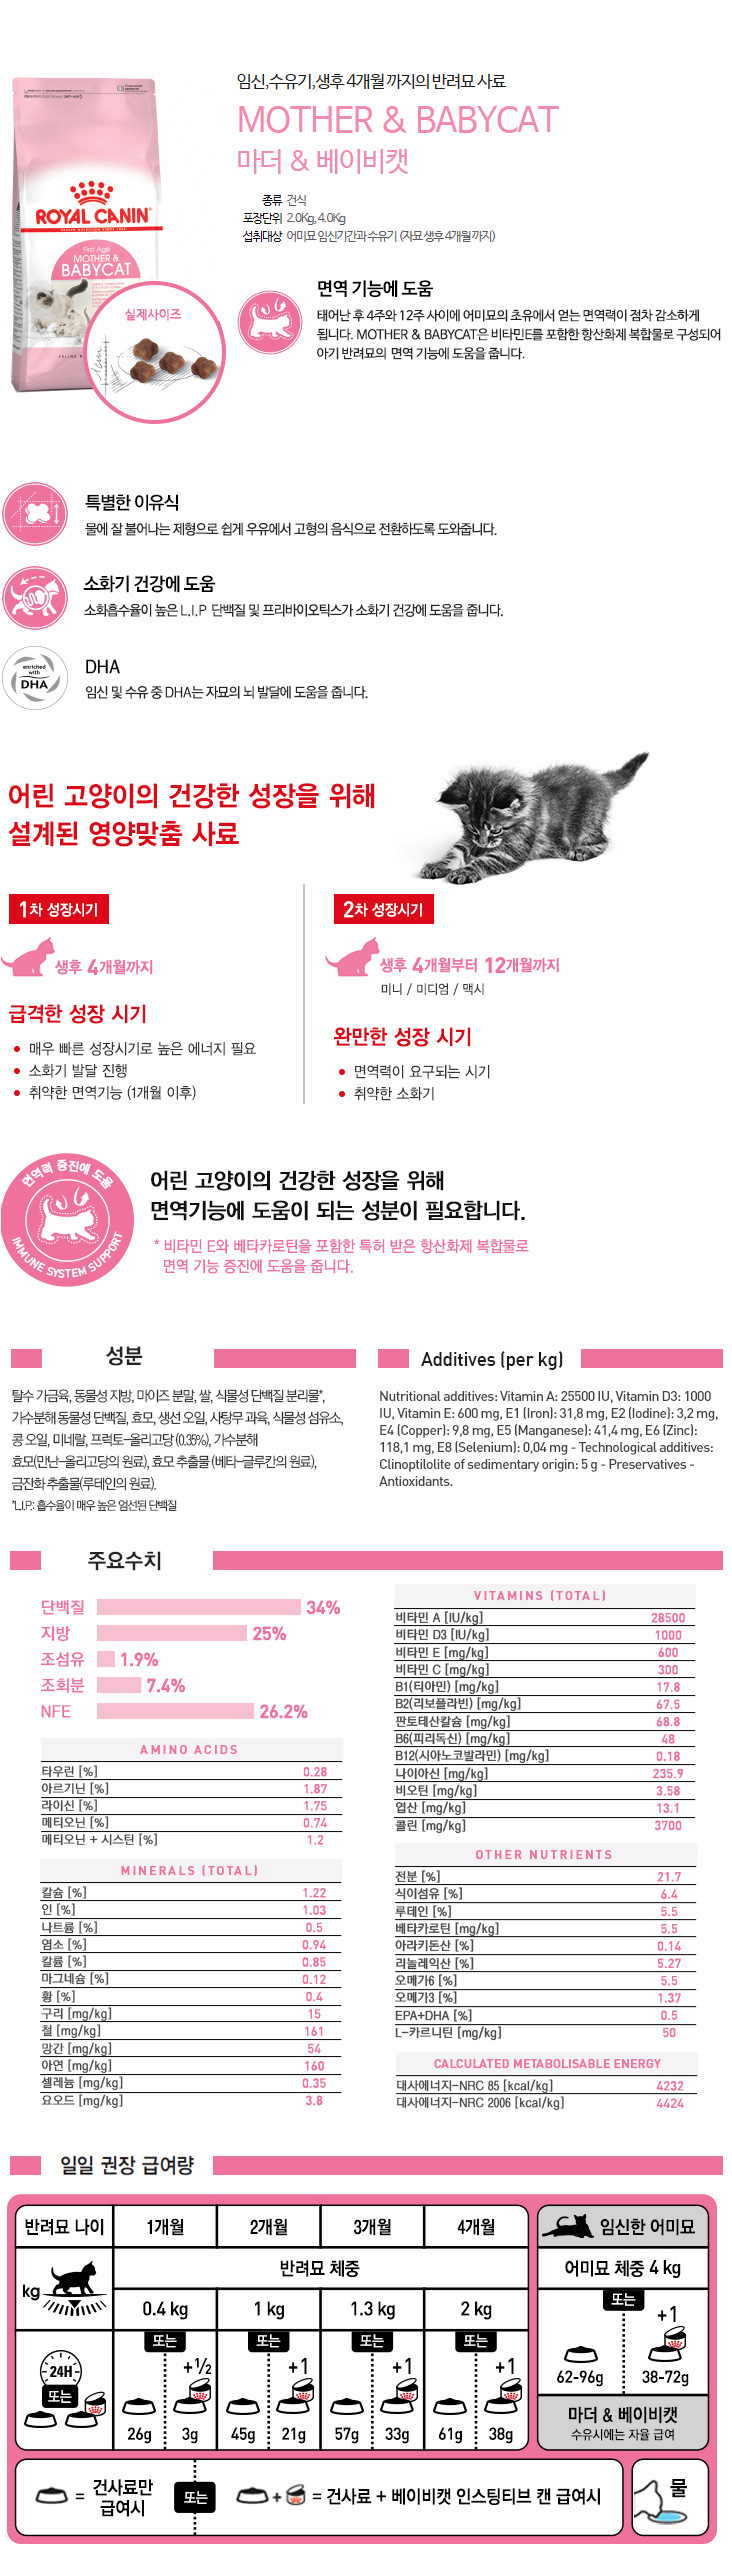 임신,수유기,생후 4개월 까지의 반려묘 사료
MOTHER & BABYCAT
마더 & 베이비캣
종류 건식
포장단위 2.0Kg, 4.0Kg
섭취대상 어미묘 임신기간과 수유기 (자묘 생후 4개월 까지)
ROYAL CANIN
First Age
MOTHER &
BABYCAT
실제사이즈
면역 기능에 도움
태어난 후 4주와 12주 사이에 어미묘의 초유에서 얻는 면역력이 점차 감소하게
됩니다. MOTHER & BABYCAT은 비타민E를 포함한 항산화제 복합물로 구성되어
아기 반려묘의 면역 기능에 도움을 줍니다.
특별한 이유식
물에 잘 불어나는 제형으로 쉽게 우유에서 고형의 음식으로 전환하도록 도와줍니다.
소화기 건강에 도움
소화흡수율이 높은 L.I.P 단백질 및 프리바이오틱스가 소화기 건강에 도움을 줍니다.
enriched
with
DHA
DHA
임신 및 수유 중 DHA는 자묘의 뇌 발달에 도움을 줍니다.
어린 고양이의 건강한 성장을 위해
설계된 영양맞춤 사료
1차 성장시기
생후 4개월까지
급격한 성장 시기
• 매우 빠른 성장시기로 높은 에너지 필요
• 소화기 발달 진행
• 취약한 면역기능 (1개월 이후)
2차 성장시기
생후 4개월부터 12개월까지
미니 / 미디엄 / 맥시
완만한 성장 시기
• 면역력이 요구되는 시기
• 취약한 소화기
면역력 증진에 도움
IMMUNE SYSTEM SUPPORT
어린 고양이의 건강한 성장을 위해
면역기능에 도움이 되는 성분이 필요합니다.
* 비타민 E와 베타카로틴을 포함한 특허 받은 항산화제 복합물로
면역 기능 증진에 도움을 줍니다.
성분
탈수 가금육, 동물성 지방, 마이즈 분말, 쌀, 식물성 단백질 분리물*,
가수분해 동물성 단백질, 효모, 생선 오일, 사탕무 과육, 식물성 섬유소,
콩 오일, 미네랄, 프럭토-올리고당 (0.35%), 가수분해
효모(만난-올리고당의 원료), 효모 추출물 (베타-글루칸의 원료),
금잔화 추출물(루테인의 원료).
*L.I.P.: 흡수율이 매우 높은 엄선된 단백질
Additives (per kg)
Nutritional additives: Vitamin A: 25500 IU, Vitamin D3: 1000
IU, Vitamin E: 600 mg, E1 (Iron): 31,8 mg, E2 (Iodine): 3,2 mg,
E4 (Copper): 9,8 mg, E5 (Manganese): 41,4 mg, E6 (Zinc):
118,1 mg, E8 (Selenium): 0,04 mg - Technological additives:
Clinoptilolite of sedimentary origin: 5 g - Preservatives -
Antioxidants.
주요수치
단백질 34%
지방 25%
조섬유 1.9%
조회분 7.4%
NFE 26.2%
AMINO ACIDS
타우린 [%] 0.28
아르기닌 [%] 1.87
라이신 [%] 1.75
메티오닌 [%] 0.74
메티오닌 + 시스틴 [%] 1.2
MINERALS (TOTAL)
칼슘 [%] 1.22
인 [%] 1.03
나트륨 [%] 0.5
염소 [%] 0.94
칼륨 [%] 0.85
마그네슘 [%] 0.12
황 [%] 0.4
구리 [mg/kg] 15
철 [mg/kg] 161
망간 [mg/kg] 54
아연 [mg/kg] 160
셀레늄 [mg/kg] 0.35
요오드 [mg/kg] 3.8
VITAMINS (TOTAL)
비타민 A [IU/kg] 28500
비타민 D3 [IU/kg] 1000
비타민 E [mg/kg] 600
비타민 C [mg/kg] 300
B1(티아민) [mg/kg] 17.8
B2(리보플라빈) [mg/kg] 67.5
판토테산칼슘 [mg/kg] 68.8
B6(피리독신) [mg/kg] 48
B12(시아노코발라민) [mg/kg] 0.18
나이아신 [mg/kg] 235.9
비오틴 [mg/kg] 3.58
엽산 [mg/kg] 13.1
콜린 [mg/kg] 3700
OTHER NUTRIENTS
전분 [%] 21.7
식이섬유 [%] 6.4
루테인 [%] 5.5
베타카로틴 [mg/kg] 5.5
아라키돈산 [%] 0.14
리놀레익산 [%] 5.27
오메가6 [%] 5.5
오메가3 [%] 1.37
EPA+DHA [%] 0.5
L-카르니틴 [mg/kg] 50
CALCULATED METABOLISABLE ENERGY
대사에너지-NRC 85 [kcal/kg] 4232
대사에너지-NRC 2006 [kcal/kg] 4424
일일 권장 급여량
반려묘 나이 1개월 2개월 3개월 4개월
kg 반려묘 체중
0.4 kg 1 kg 1.3 kg 2 kg
24H 또는
또는 또는 또는 또는
+½ +1 +1 +1
26g 3g 45g 21g 57g 33g 61g 38g
임신한 어미묘
어미묘 체중 4 kg
또는
+1
62-96g 38-72g
마더 & 베이비캣
수유시에는 자율 급여
= 건사료만
급여시
또는
+ = 건사료 + 베이비캣 인스팅티브 캔 급여시
물